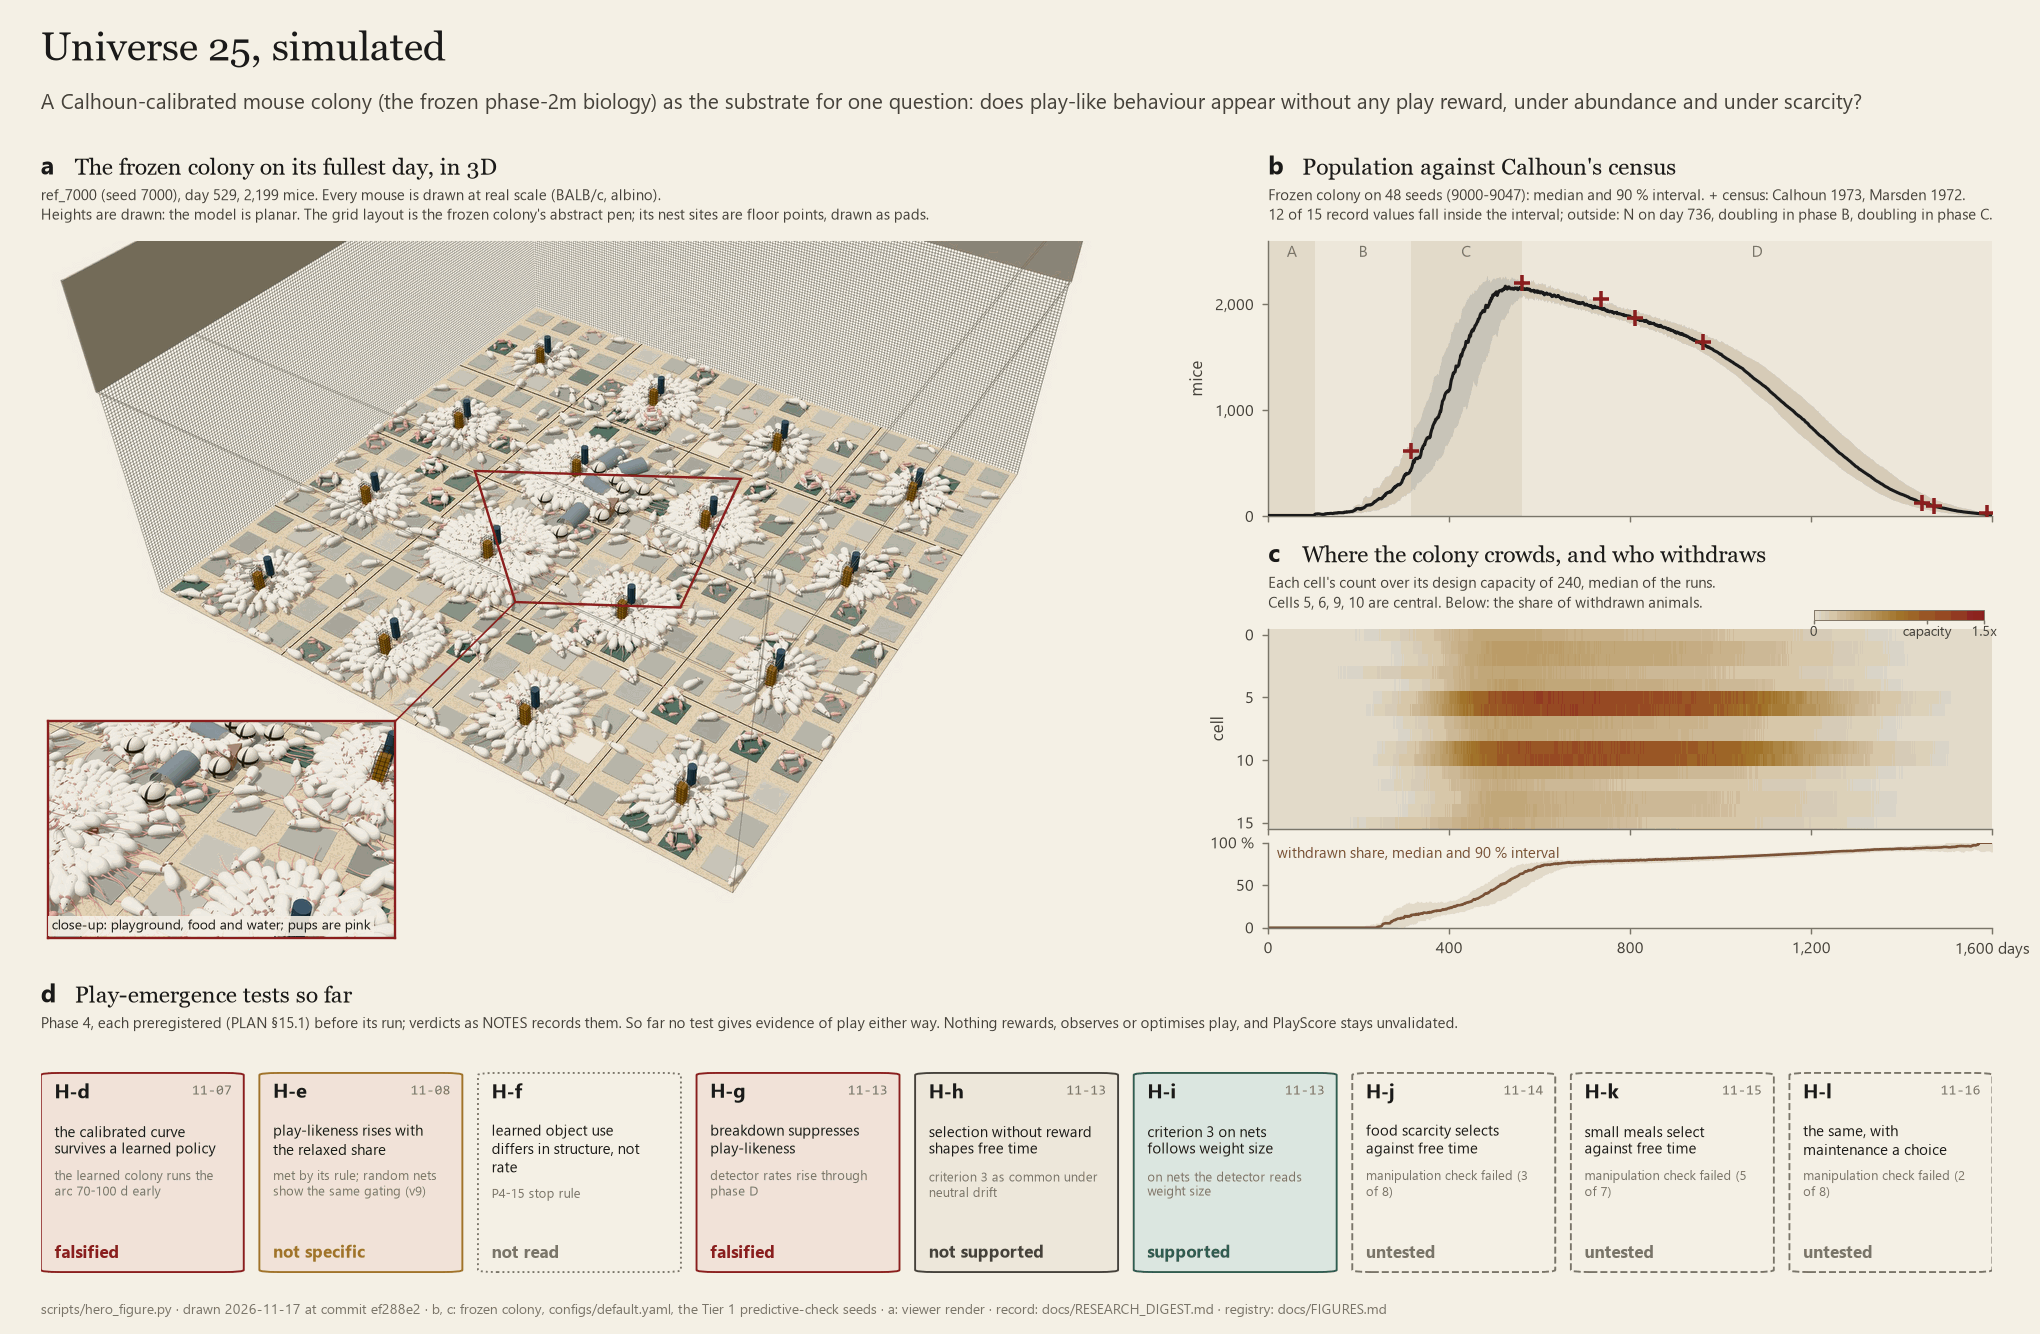 Universe 25, simulated
A Calhoun-calibrated mouse colony (the frozen phase-2m biology) as the substrate for one question: does play-like behaviour appear without any play reward, under abundance and under scarcity?
a The frozen colony on its fullest day, in 3D
ref_7000 (seed 7000), day 529, 2,199 mice. Every mouse is drawn at real scale (BALB/c, albino).
Heights are drawn: the model is planar. The grid layout is the frozen colony's abstract pen; its nest sites are floor points, drawn as pads.
close-up: playground, food and water; pups are pink
b Population against Calhoun's census
Frozen colony on 48 seeds (9000-9047): median and 90 % interval. + census: Calhoun 1973, Marsden 1972.
12 of 15 record values fall inside the interval; outside: N on day 736, doubling in phase B, doubling in phase C.
A B C D
2,000
1,000
0
mice
c Where the colony crowds, and who withdraws
Each cell's count over its design capacity of 240, median of the runs.
Cells 5, 6, 9, 10 are central. Below: the share of withdrawn animals.
0 capacity 1.5x
0
5
10
15
cell
100 %
50
0
withdrawn share, median and 90 % interval
0 400 800 1,200 1,600 days
d Play-emergence tests so far
Phase 4, each preregistered (PLAN §15.1) before its run; verdicts as NOTES records them. So far no test gives evidence of play either way. Nothing rewards, observes or optimises play, and PlayScore stays unvalidated.
H-d 11-07
the calibrated curve
survives a learned policy
the learned colony runs the
arc 70-100 d early
falsified
H-e 11-08
play-likeness rises with
the relaxed share
met by its rule; random nets
show the same gating (v9)
not specific
H-f
learned object use
differs in structure, not
rate
P4-15 stop rule
not read
H-g 11-13
breakdown suppresses
play-likeness
detector rates rise through
phase D
falsified
H-h 11-13
selection without reward
shapes free time
criterion 3 as common under
neutral drift
not supported
H-i 11-13
criterion 3 on nets
follows weight size
on nets the detector reads
weight size
supported
H-j 11-14
food scarcity selects
against free time
manipulation check failed (3
of 8)
untested
H-k 11-15
small meals select
against free time
manipulation check failed (5
of 7)
untested
H-l 11-16
the same, with
maintenance a choice
manipulation check failed (2
of 8)
untested
scripts/hero_figure.py · drawn 2026-11-17 at commit ef288e2 · b, c: frozen colony, configs/default.yaml, the Tier 1 predictive-check seeds · a: viewer render · record: docs/RESEARCH_DIGEST.md · registry: docs/FIGURES.md